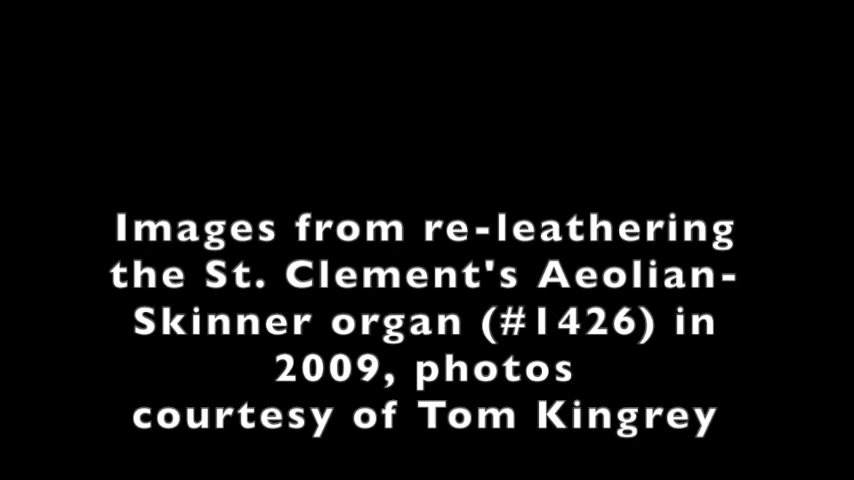 Images from re-leathering
the St. Clement's Aeolian-
Skinner organ (#1426) in
2009, photos
courtesy of Tom Kingrey